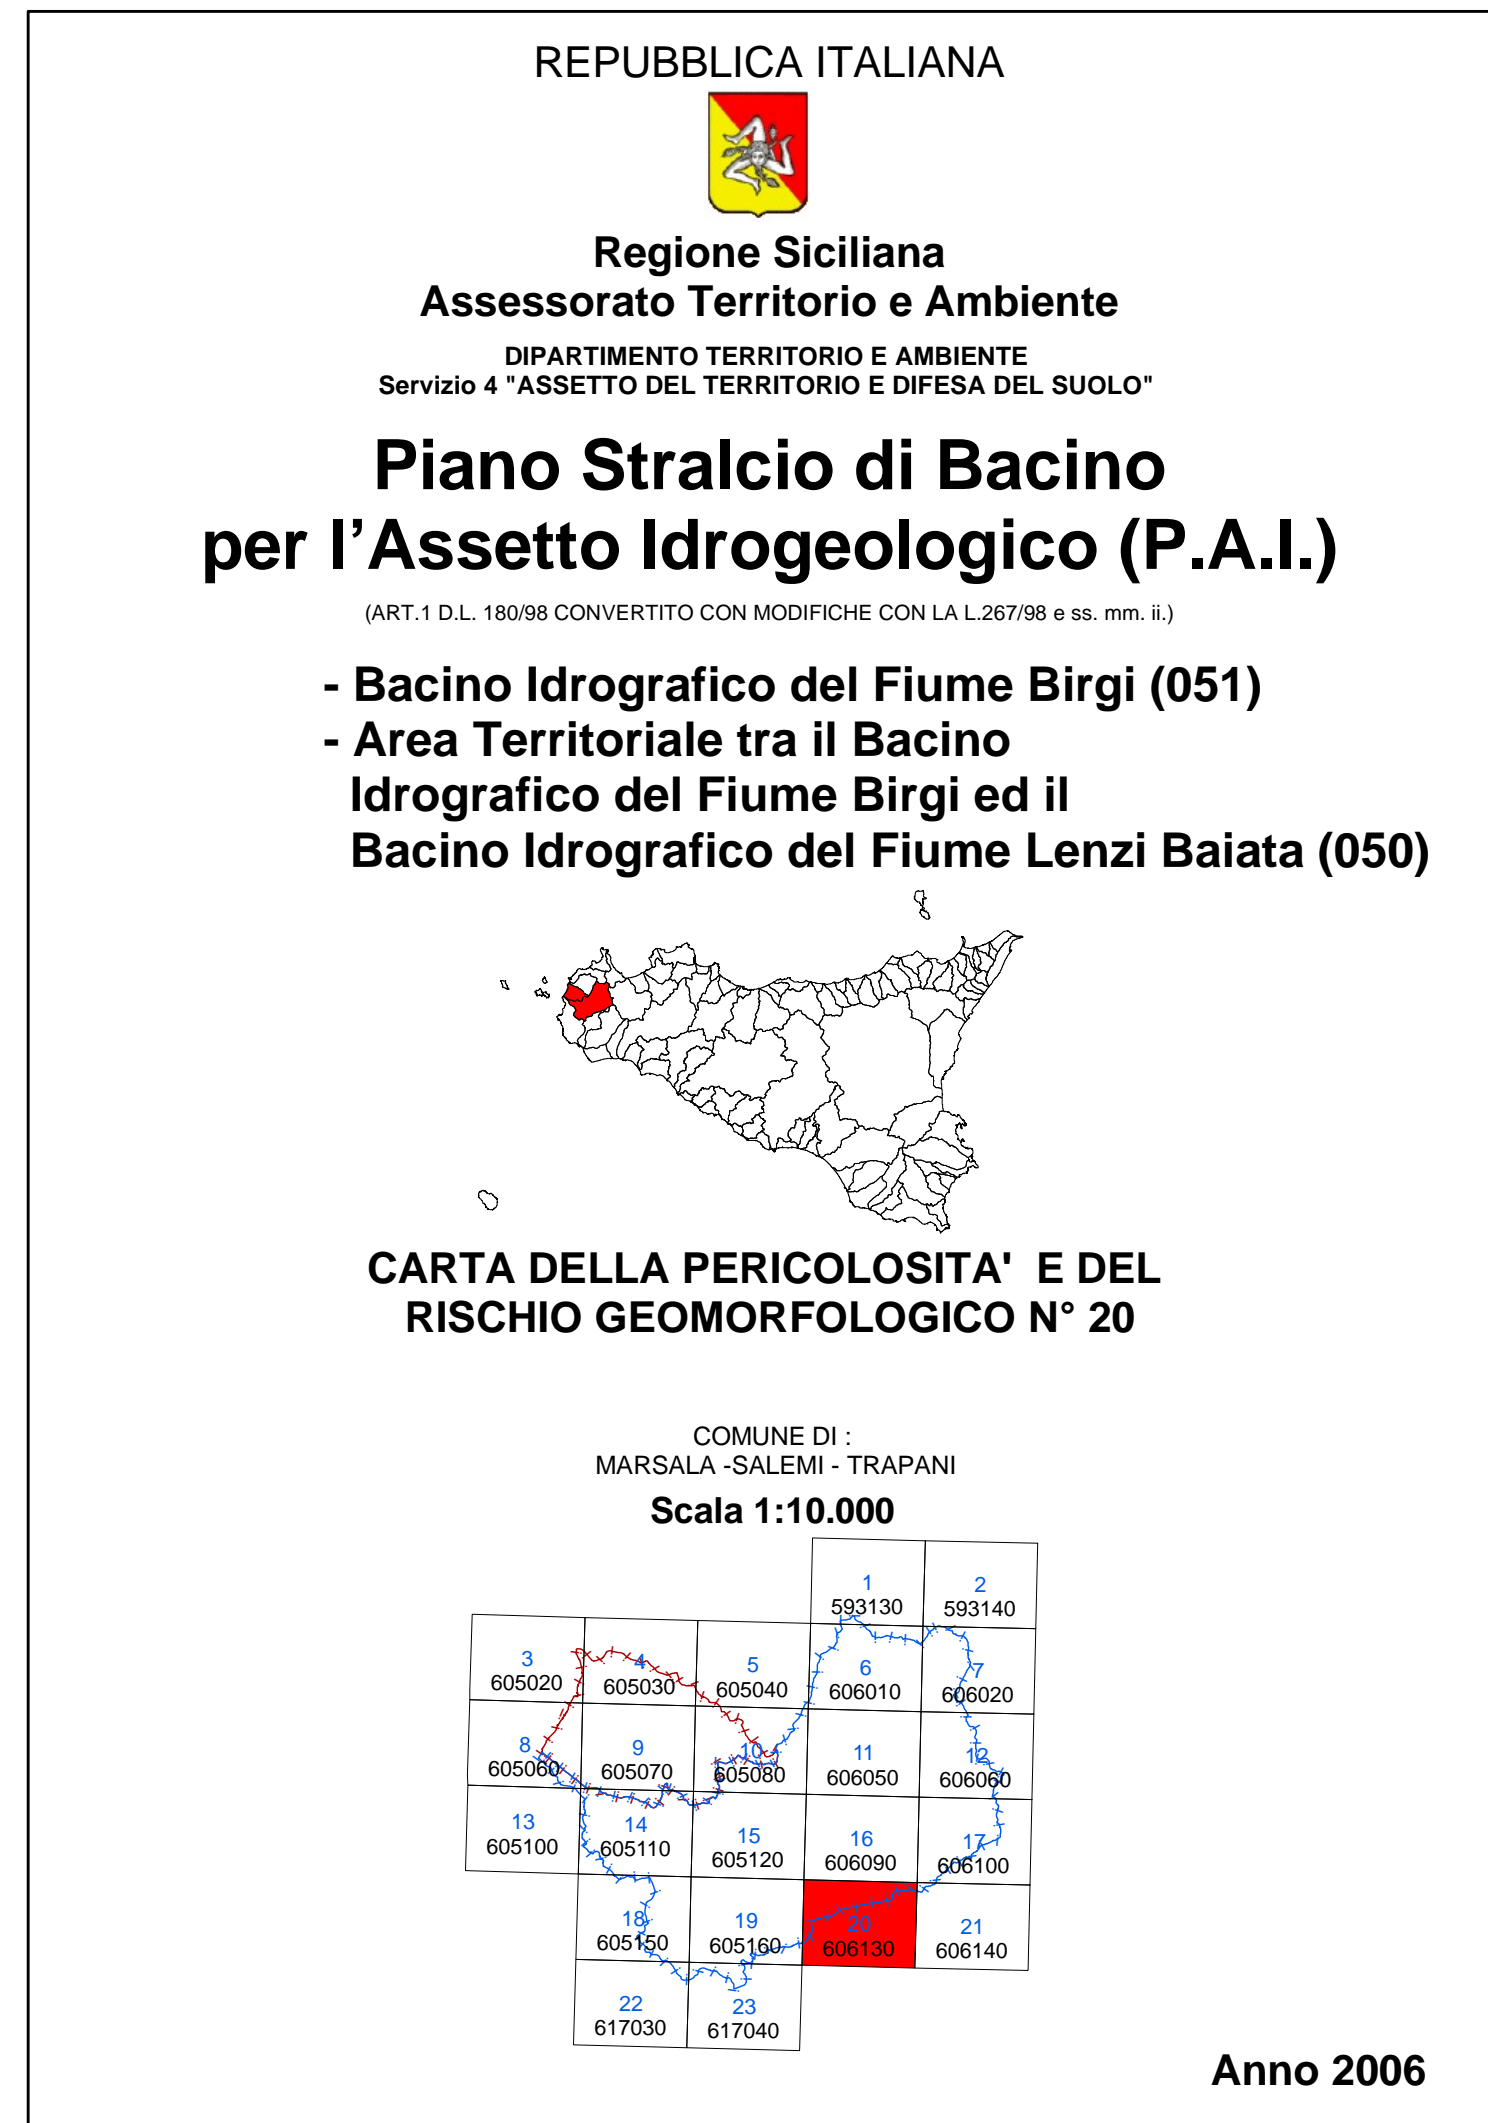 REPUBBLICA ITALIANA
Regione Siciliana
Assessorato Territorio e Ambiente
DIPARTIMENTO TERRITORIO E AMBIENTE
Servizio 4 "ASSETTO DEL TERRITORIO E DIFESA DEL SUOLO"
Piano Stralcio di Bacino
per l’Assetto Idrogeologico (P.A.I.)
(ART.1 D.L. 180/98 CONVERTITO CON MODIFICHE CON LA L.267/98 e ss. mm. ii.)
- Bacino Idrografico del Fiume Birgi (051)
- Area Territoriale tra il Bacino
Idrografico del Fiume Birgi ed il
Bacino Idrografico del Fiume Lenzi Baiata (050)
CARTA DELLA PERICOLOSITA' E DEL
RISCHIO GEOMORFOLOGICO N° 20
COMUNE DI :
MARSALA -SALEMI - TRAPANI
Scala 1:10.000
1 2
593130 593140
3 4 5 6 7
605020 605030 605040 606010 606020
8 9 10 11 12
605060 605070 605080 606050 606060
13 14 15 16 17
605100 605110 605120 606090 606100
18 19 20 21
605150 605160 606130 606140
22 23
617030 617040
Anno 2006